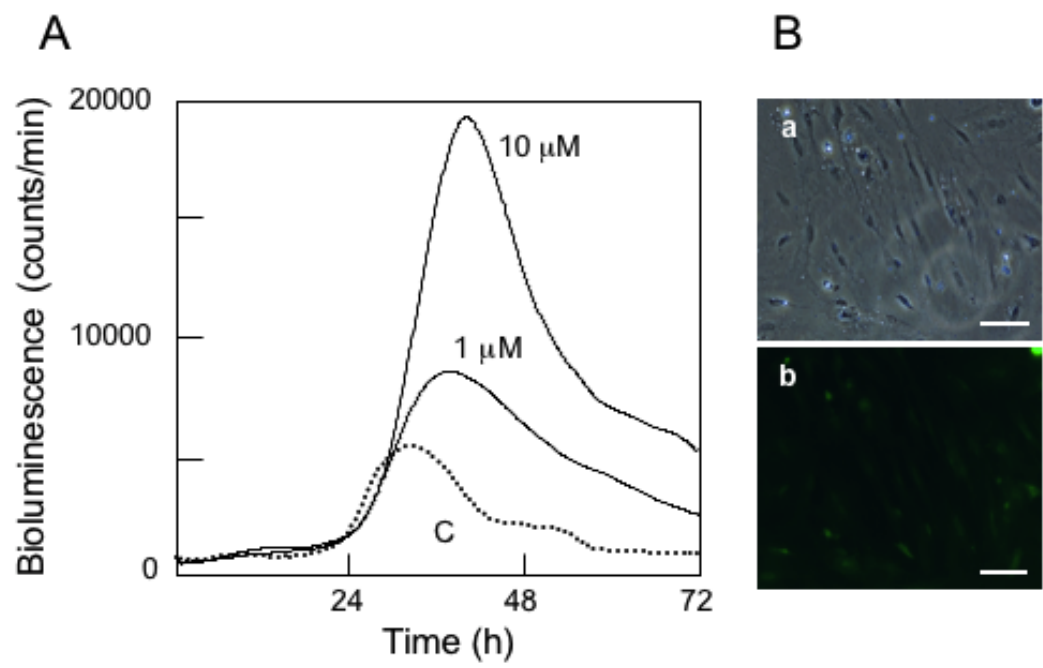 A
B
20000
10 μM
a
10000
1 μM
b
C
0
24
48
72
Time (h)
Bioluminescence (counts/min)